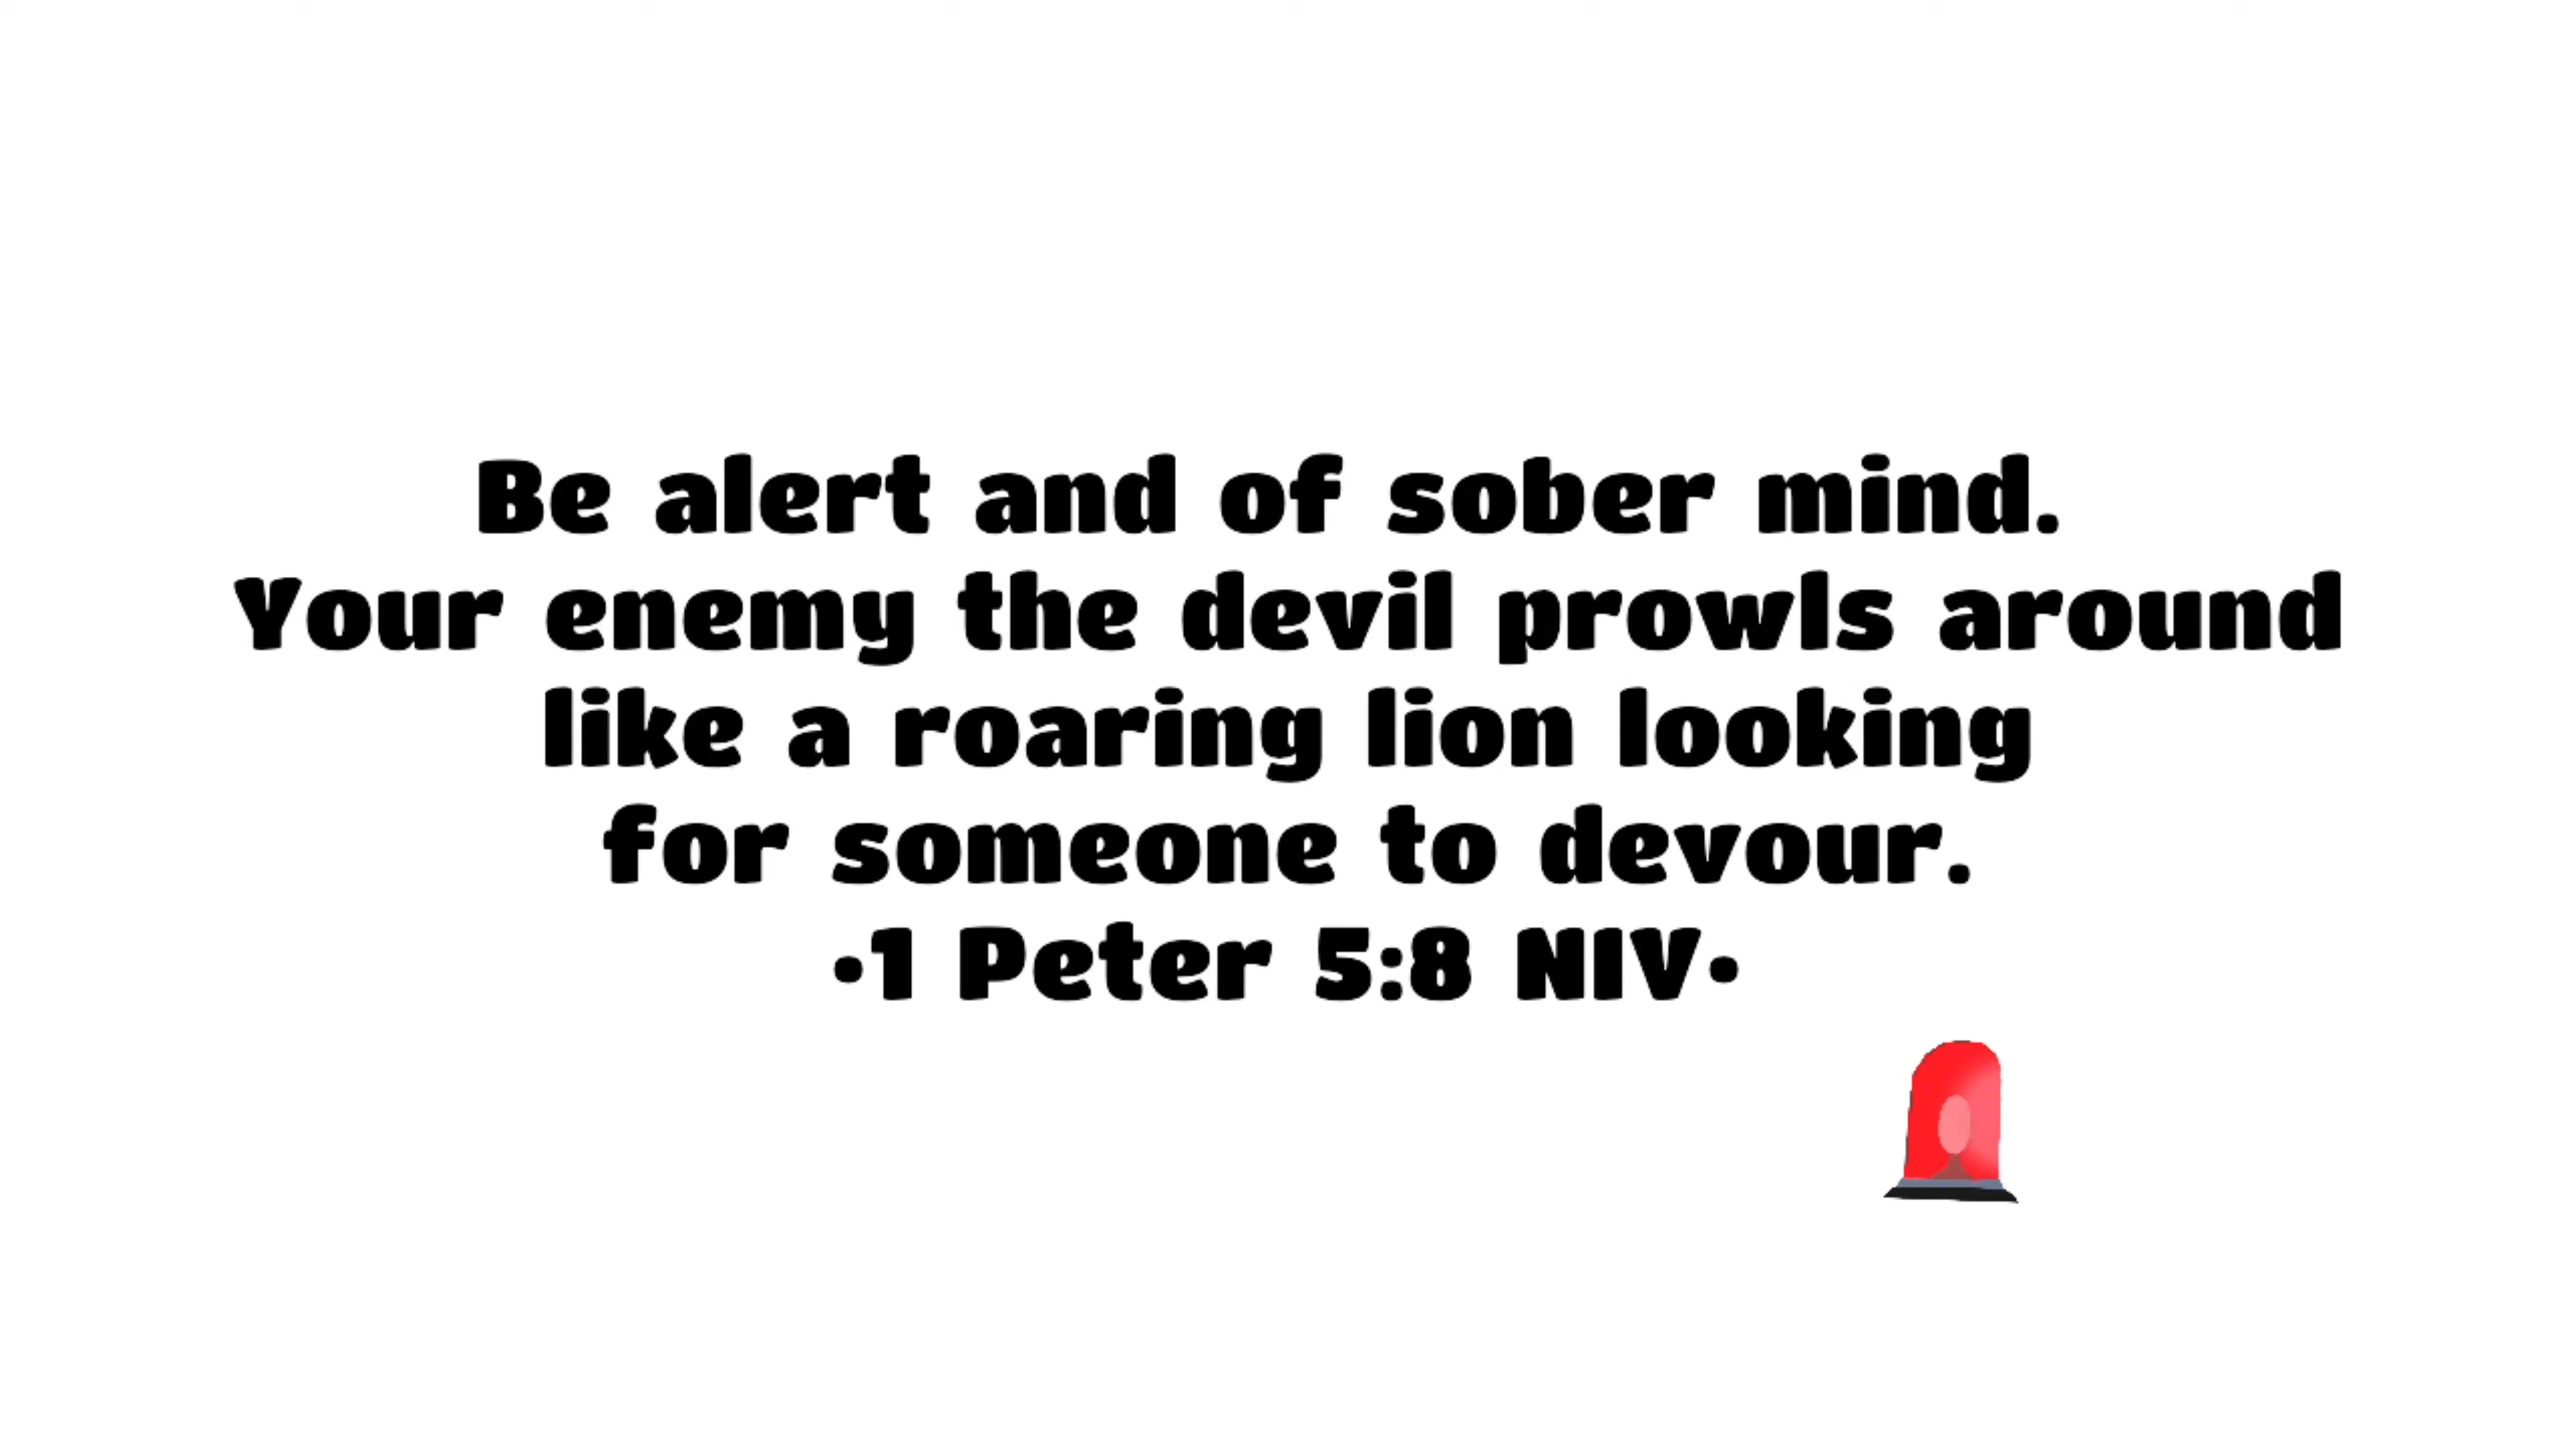 Be alert and of sober mind.
Your enemy the devil prowls around
like a roaring lion looking
for someone to devour.
•1 Peter 5:8 NIV•